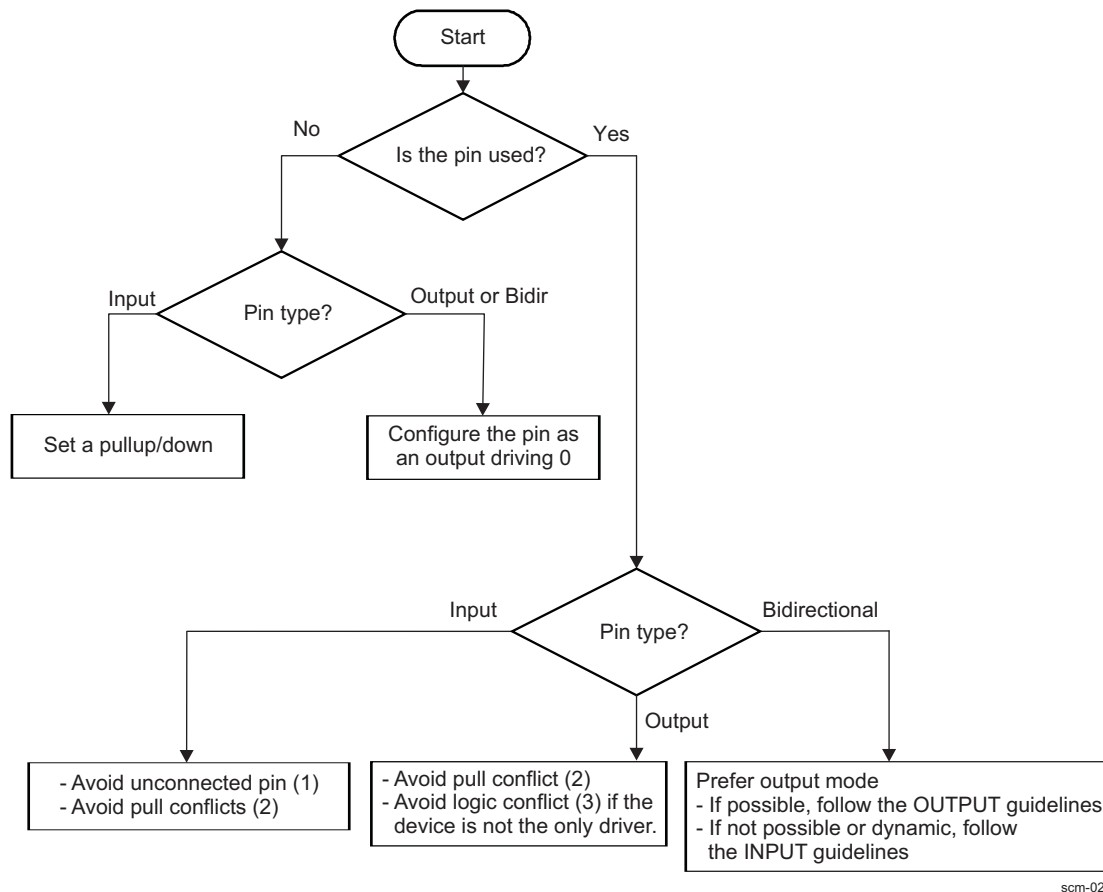 Start
Is the pin used?
No
Yes
Pin type?
Input
Output or Bidir
Set a pullup/down
Configure the pin as
an output driving 0
Pin type?
Input
Bidirectional
Output
- Avoid unconnected pin (1)
- Avoid pull conflicts (2)
- Avoid pull conflict (2)
- Avoid logic conflict (3) if the
device is not the only driver.
Prefer output mode
- If possible, follow the OUTPUT guidelines
- If not possible or dynamic, follow
the INPUT guidelines
scm-02